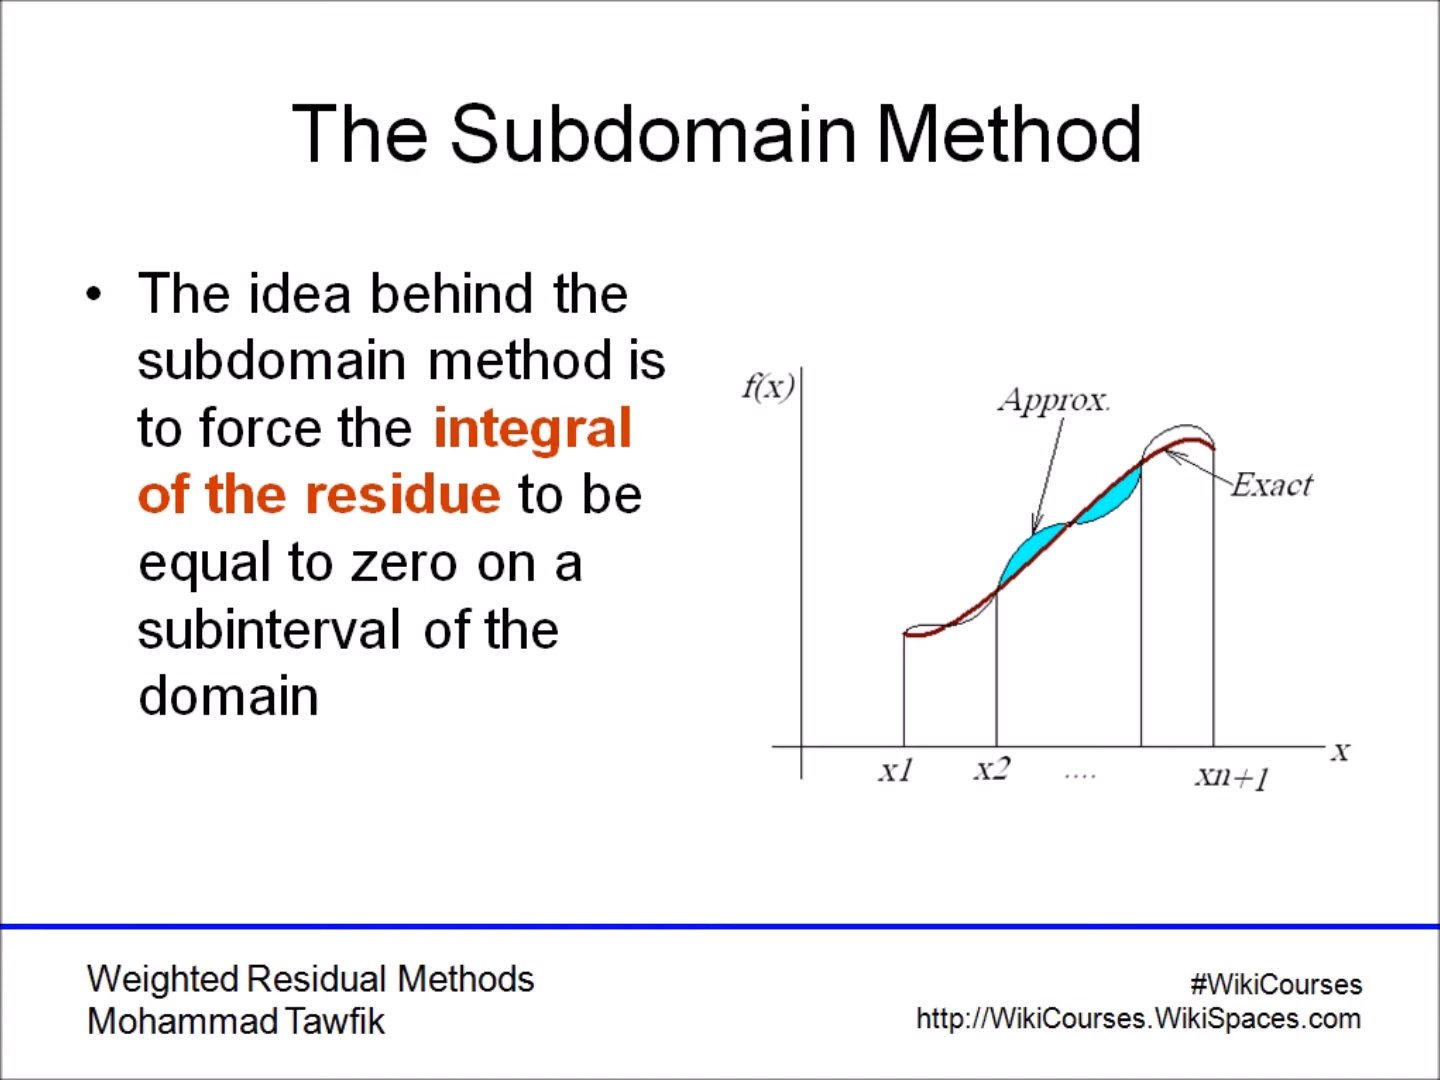 The Subdomain Method
• The idea behind the
subdomain method is
to force the integral
of the residue to be
equal to zero on a
subinterval of the
domain
f(x)
Approx.
Exact
x
x1 x2 .... xn+1
Weighted Residual Methods
Mohammad Tawfik
#WikiCourses
http://WikiCourses.WikiSpaces.com